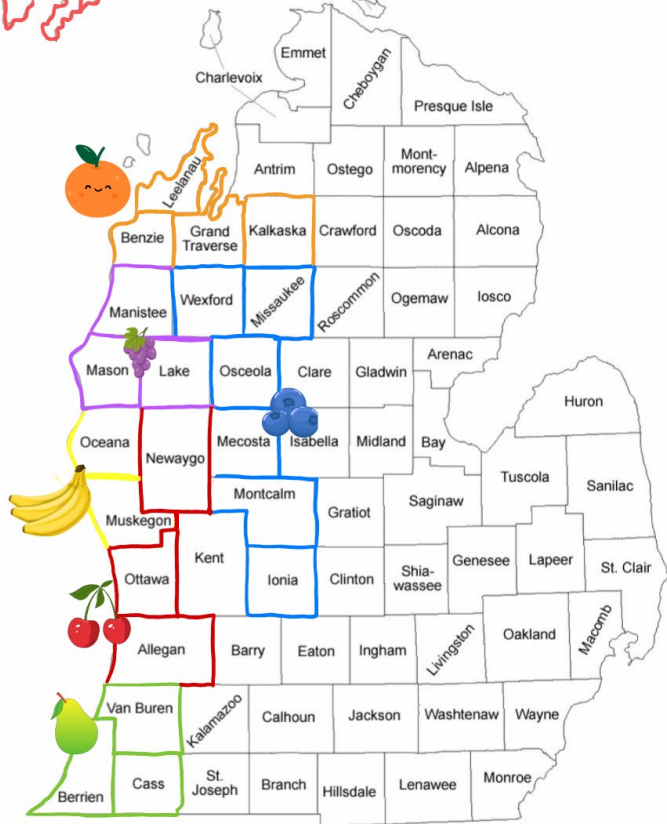 Emmet
Cheboygan
Charlevoix
Presque Isle
Leelanau
Antrim
Ostego
Mont-
morency
Alpena
Benzie
Grand
Traverse
Kalkaska
Crawford
Oscoda
Alcona
Manistee
Wexford
Missaukee
Roscommon
Ogemaw
Iosco
Mason
Lake
Osceola
Clare
Gladwin
Arenac
Huron
Oceana
Newaygo
Mecosta
Isabella
Midland
Bay
Tuscola
Sanilac
Muskegon
Montcalm
Gratiot
Saginaw
Ottawa
Kent
Ionia
Clinton
Shia-
wassee
Genesee
Lapeer
St. Clair
Allegan
Barry
Eaton
Ingham
Livingston
Oakland
Macomb
Van Buren
Kalamazoo
Calhoun
Jackson
Washtenaw
Wayne
Berrien
Cass
St.
Joseph
Branch
Hillsdale
Lenawee
Monroe